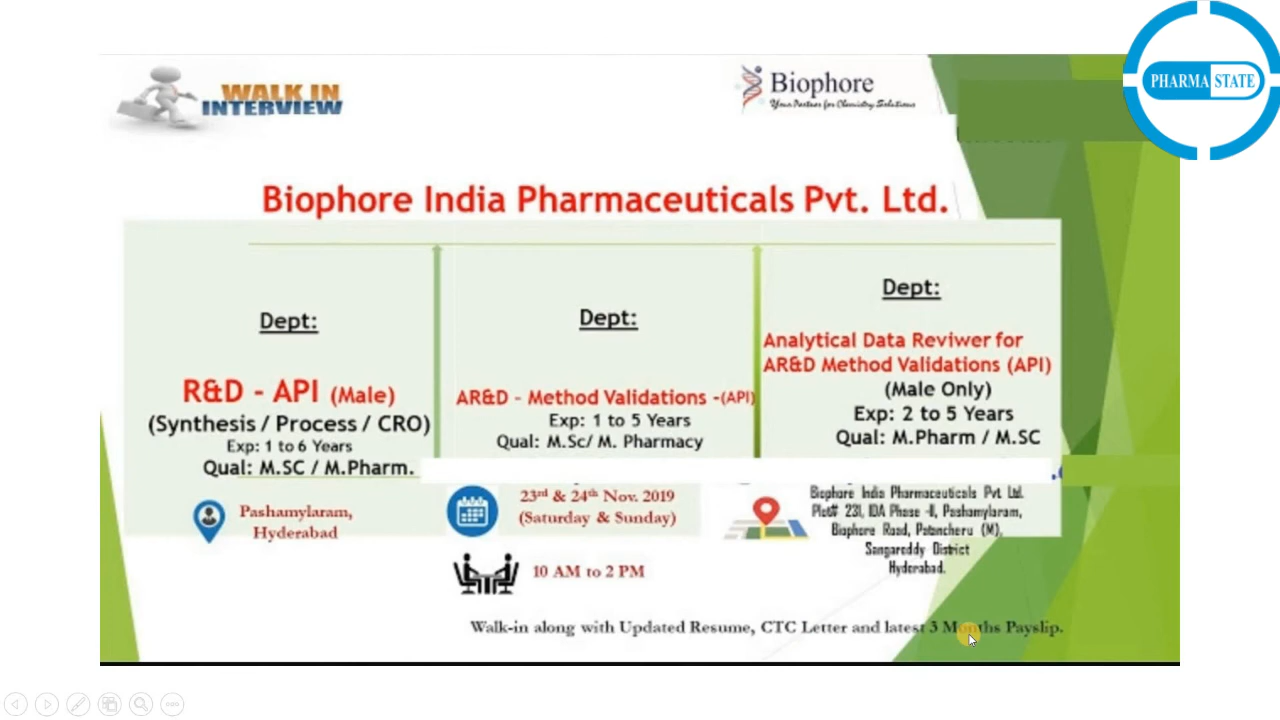 WALK IN
INTERVIEW
Biophore
Your Partner for Chemistry Solutions
PHARMA STATE
Biophore India Pharmaceuticals Pvt. Ltd.
Dept:
R&D - API (Male)
(Synthesis / Process / CRO)
Exp: 1 to 6 Years
Qual: M.SC / M.Pharm.
Dept:
AR&D - Method Validations -(API)
Exp: 1 to 5 Years
Qual: M.Sc/ M. Pharmacy
Dept:
Analytical Data Reviwer for
AR&D Method Validations (API)
(Male Only)
Exp: 2 to 5 Years
Qual: M.Pharm / M.SC
Pashamylaram,
Hyderabad
23rd & 24th Nov. 2019
(Saturday & Sunday)
10 AM to 2 PM
Biophore India Pharmaceuticals Pvt Ltd.
Plot# 231, IDA Phase -II, Pashamylaram,
Biophore Road, Patancheru (M),
Sangareddy District
Hyderabad.
Walk-in along with Updated Resume, CTC Letter and latest 3 Months Payslip.